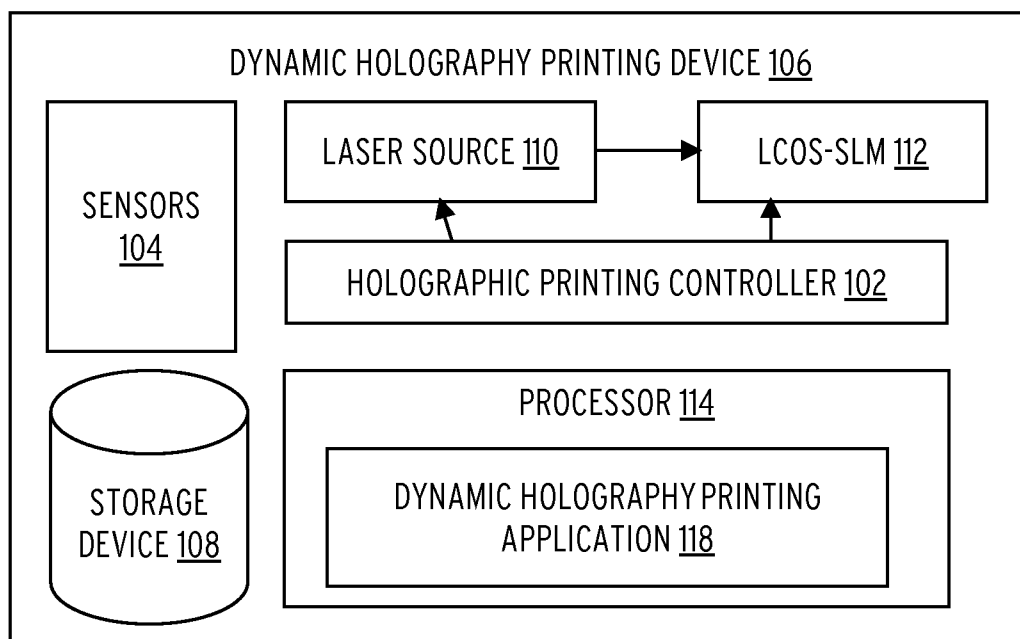 DYNAMIC HOLOGRAPHY PRINTING DEVICE 106
SENSORS
104
LASER SOURCE 110
LCOS-SLM 112
HOLOGRAPHIC PRINTING CONTROLLER 102
STORAGE
DEVICE 108
PROCESSOR 114
DYNAMIC HOLOGRAPHY PRINTING
APPLICATION 118